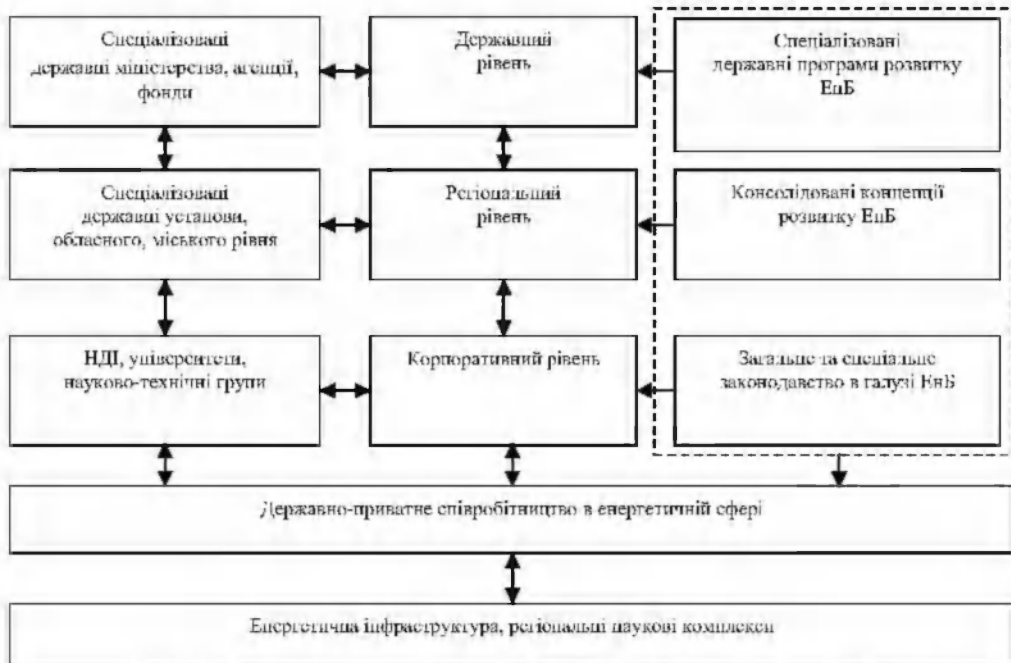 Спеціалізовані
державні міністерства, агенції,
фонди
Державний
рівень
Спеціалізовані
державні програми розвитку
ЕнБ
Спеціалізовані
державні установи,
обласного, міського рівня
Регіональний
рівень
Консолідовані концепції
розвитку ЕнБ
НДІ, університети,
науково-технічні групи
Корпоративний рівень
Загальне та спеціальне
законодавство в галузі ЕнБ
Державно-приватне співробітництво в енергетичній сфері
Енергетична інфраструктура, регіональні наукові комплекси